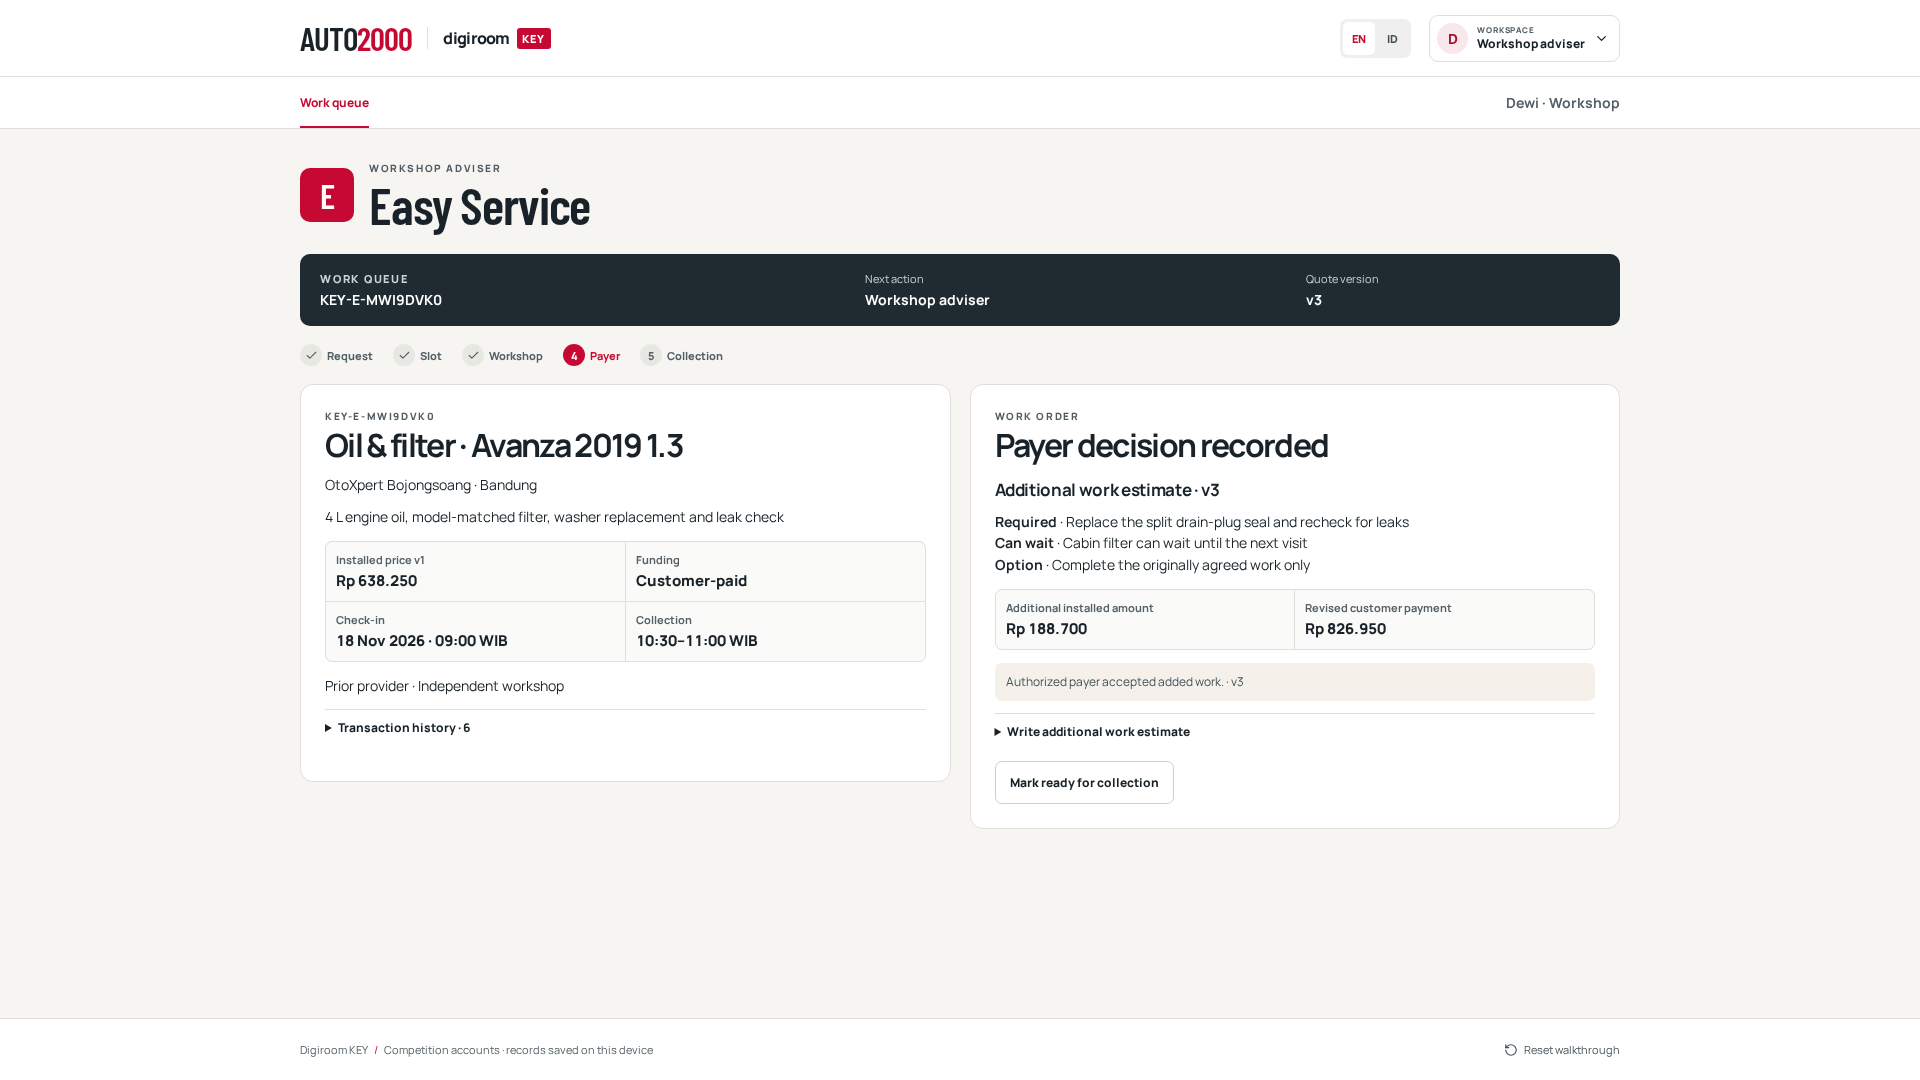 AUTO2000
digiroom KEY
EN ID
D
WORKSPACE
Workshop adviser
Work queue
Dewi · Workshop
E
WORKSHOP ADVISER
Easy Service
WORK QUEUE
KEY-E-MWI9DVK0
Next action
Workshop adviser
Quote version
v3
Request
Slot
Workshop
4 Payer
5 Collection
KEY-E-MWI9DVK0
Oil & filter · Avanza 2019 1.3
OtoXpert Bojongsoang · Bandung
4 L engine oil, model-matched filter, washer replacement and leak check
Installed price v1
Rp 638.250
Funding
Customer-paid
Check-in
18 Nov 2026 · 09:00 WIB
Collection
10:30–11:00 WIB
Prior provider · Independent workshop
Transaction history · 6
WORK ORDER
Payer decision recorded
Additional work estimate · v3
Required · Replace the split drain-plug seal and recheck for leaks
Can wait · Cabin filter can wait until the next visit
Option · Complete the originally agreed work only
Additional installed amount
Rp 188.700
Revised customer payment
Rp 826.950
Authorized payer accepted added work. · v3
Write additional work estimate
Mark ready for collection
Digiroom KEY / Competition accounts · records saved on this device
Reset walkthrough